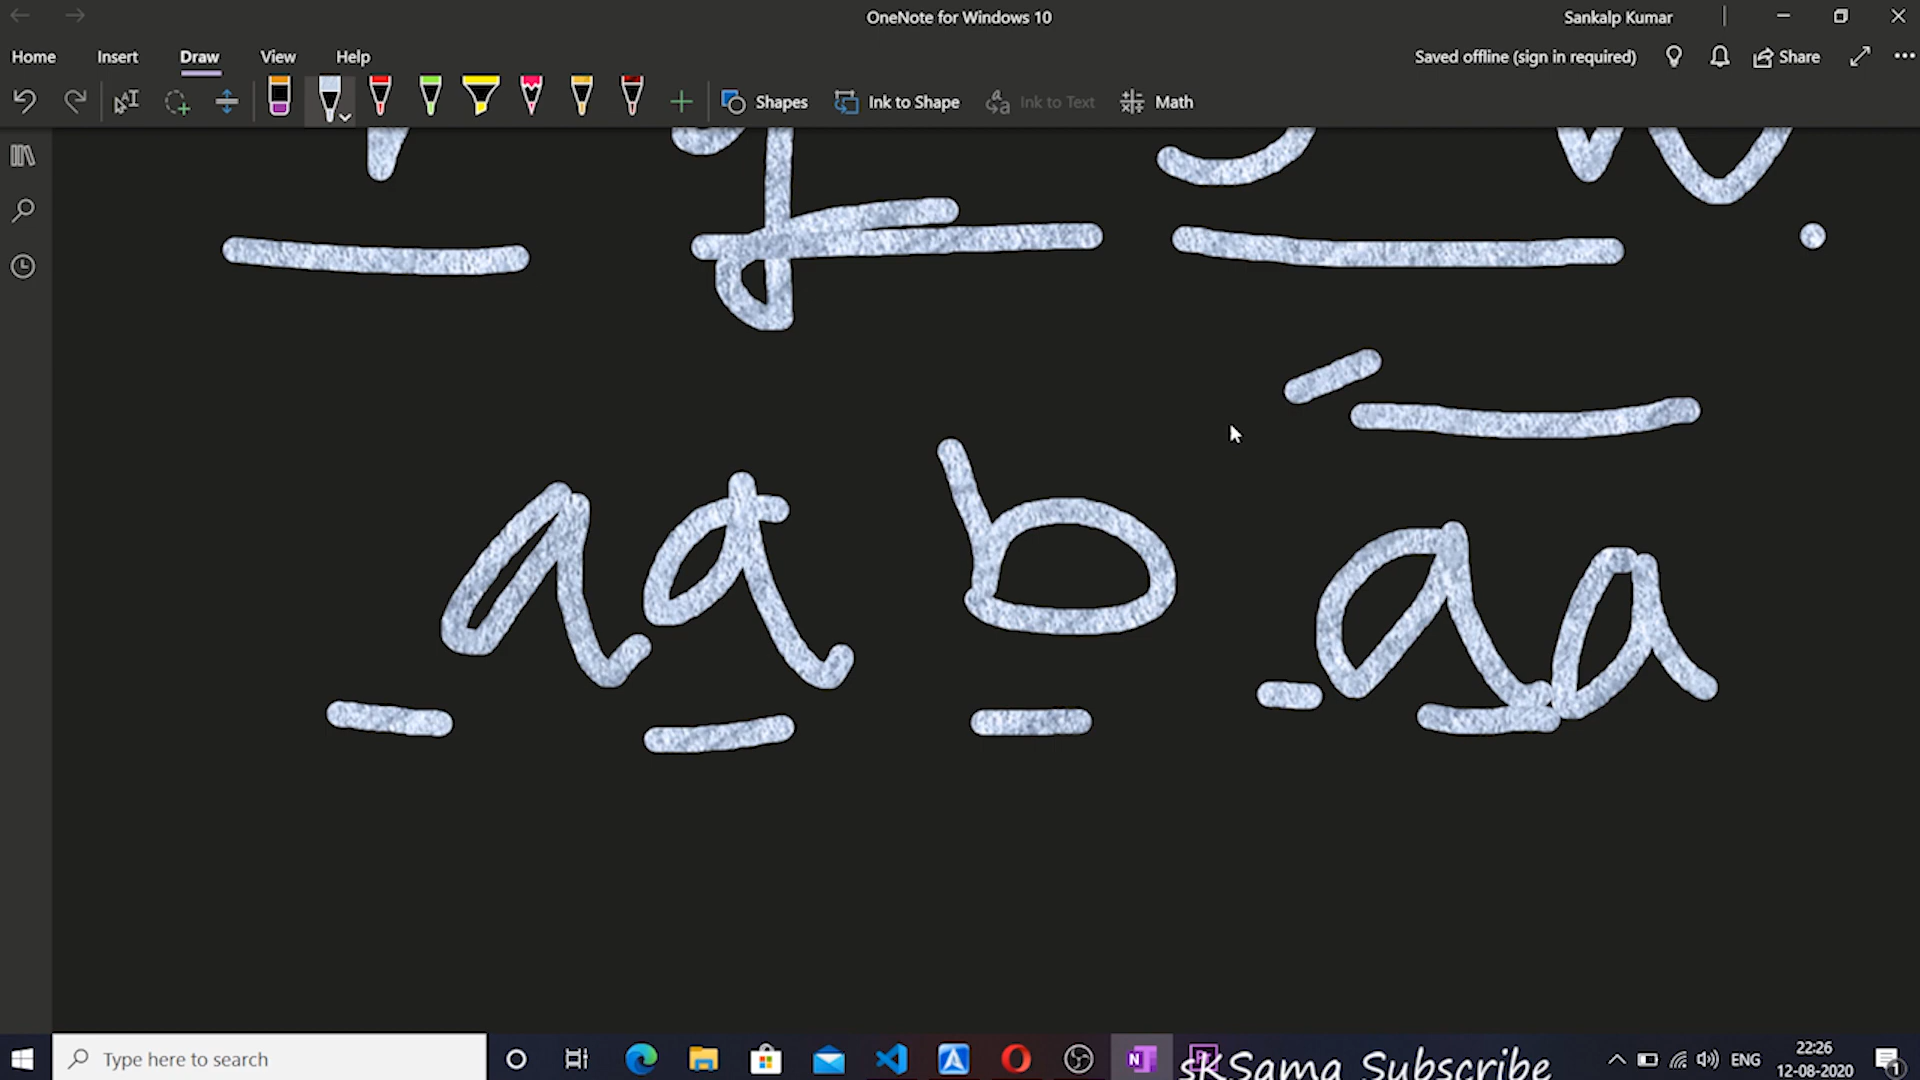 OneNote for Windows 10
Sankalp Kumar
Home Insert Draw View Help
Saved offline (sign in required) Share
Shapes Ink to Shape Ink to Text Math
aa b aa
Type here to search
sKSama Subscribe
ENG
22:26
12-08-2020
1